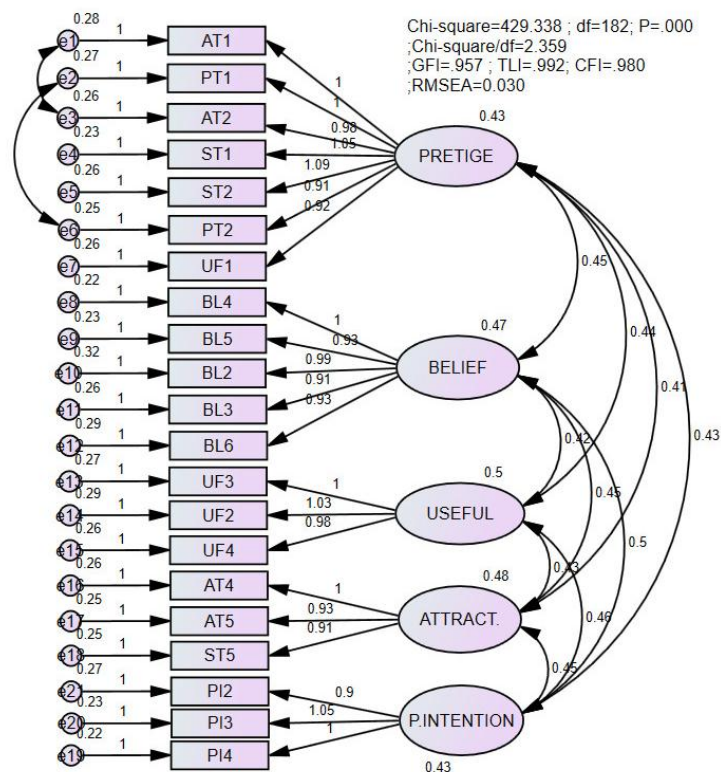 Chi-square=429.338 ; df=182; P=.000
;Chi-square/df=2.359
;GFI=.957 ; TLI=.992; CFI=.980
;RMSEA=0.030
0.28
e1
1
AT1
0.27
e2
1
PT1
0.26
e3
1
AT2
0.23
e4
1
ST1
0.26
e5
1
ST2
0.25
e6
1
PT2
0.26
e7
1
UF1
0.22
e8
1
BL4
0.23
e9
1
BL5
0.32
e10
1
BL2
0.26
e11
1
BL3
0.29
e12
1
BL6
0.27
e13
1
UF3
0.29
e14
1
UF2
0.26
e15
1
UF4
0.26
e16
1
AT4
0.25
e17
1
AT5
0.25
e18
1
ST5
0.27
e21
1
PI2
0.23
e20
1
PI3
0.22
e19
1
PI4
1
1
0.98
1.05
1.09
0.91
0.92
0.43
PRETIGE
1
0.93
0.99
0.91
0.93
0.47
BELIEF
1
1.03
0.98
0.5
USEFUL
1
0.93
0.91
0.48
ATTRACT.
0.9
1.05
1
P.INTENTION
0.43
0.45
0.44
0.41
0.43
0.42
0.45
0.5
0.43
0.46
0.45